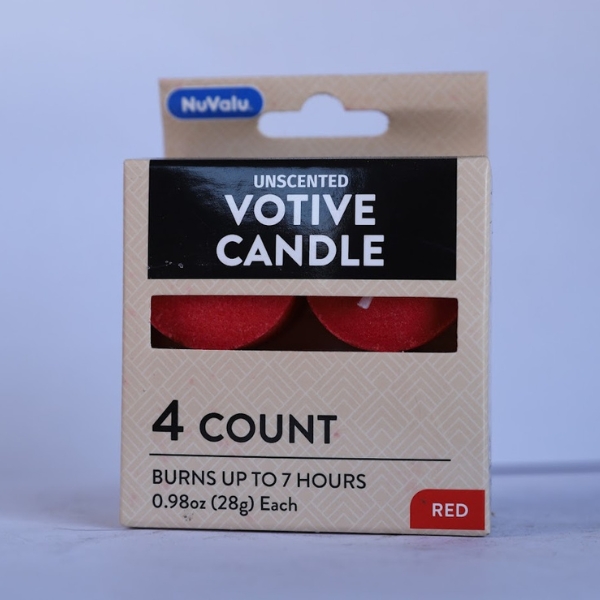 NuValu
UNSCENTED
VOTIVE
CANDLE
4 COUNT
BURNS UP TO 7 HOURS
0.98oz (28g) Each
RED